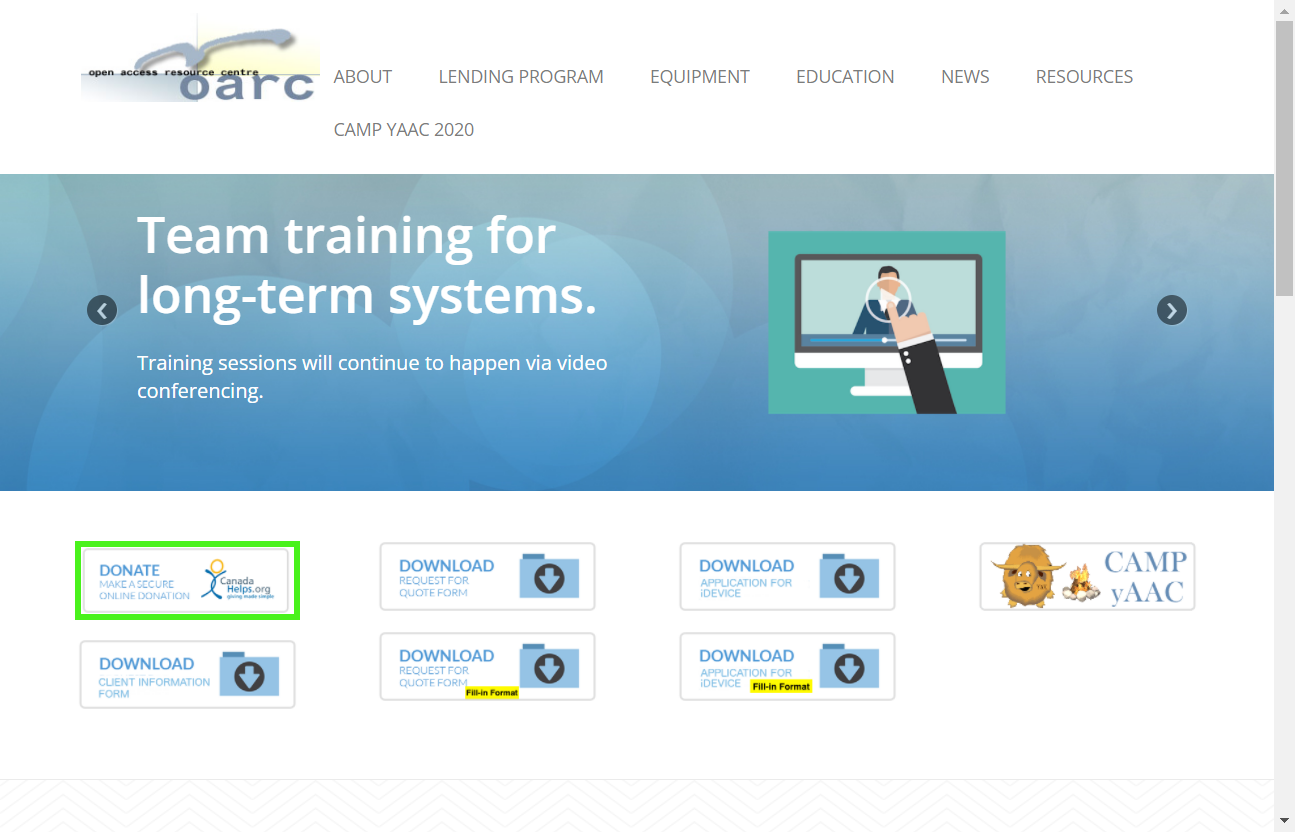 open access resource centre
oarc
ABOUT
LENDING PROGRAM
EQUIPMENT
EDUCATION
NEWS
RESOURCES
CAMP YAAC 2020
Team training for
long-term systems.
Training sessions will continue to happen via video
conferencing.
DONATE
MAKE A SECURE
ONLINE DONATION
Canada
Helps.org
giving made simple
DOWNLOAD
REQUEST FOR
QUOTE FORM
DOWNLOAD
APPLICATION FOR
iDEVICE
CAMP
yAAC
DOWNLOAD
CLIENT INFORMATION
FORM
DOWNLOAD
REQUEST FOR
QUOTE FORM
Fill-in Format
DOWNLOAD
APPLICATION FOR
iDEVICE
Fill-in Format